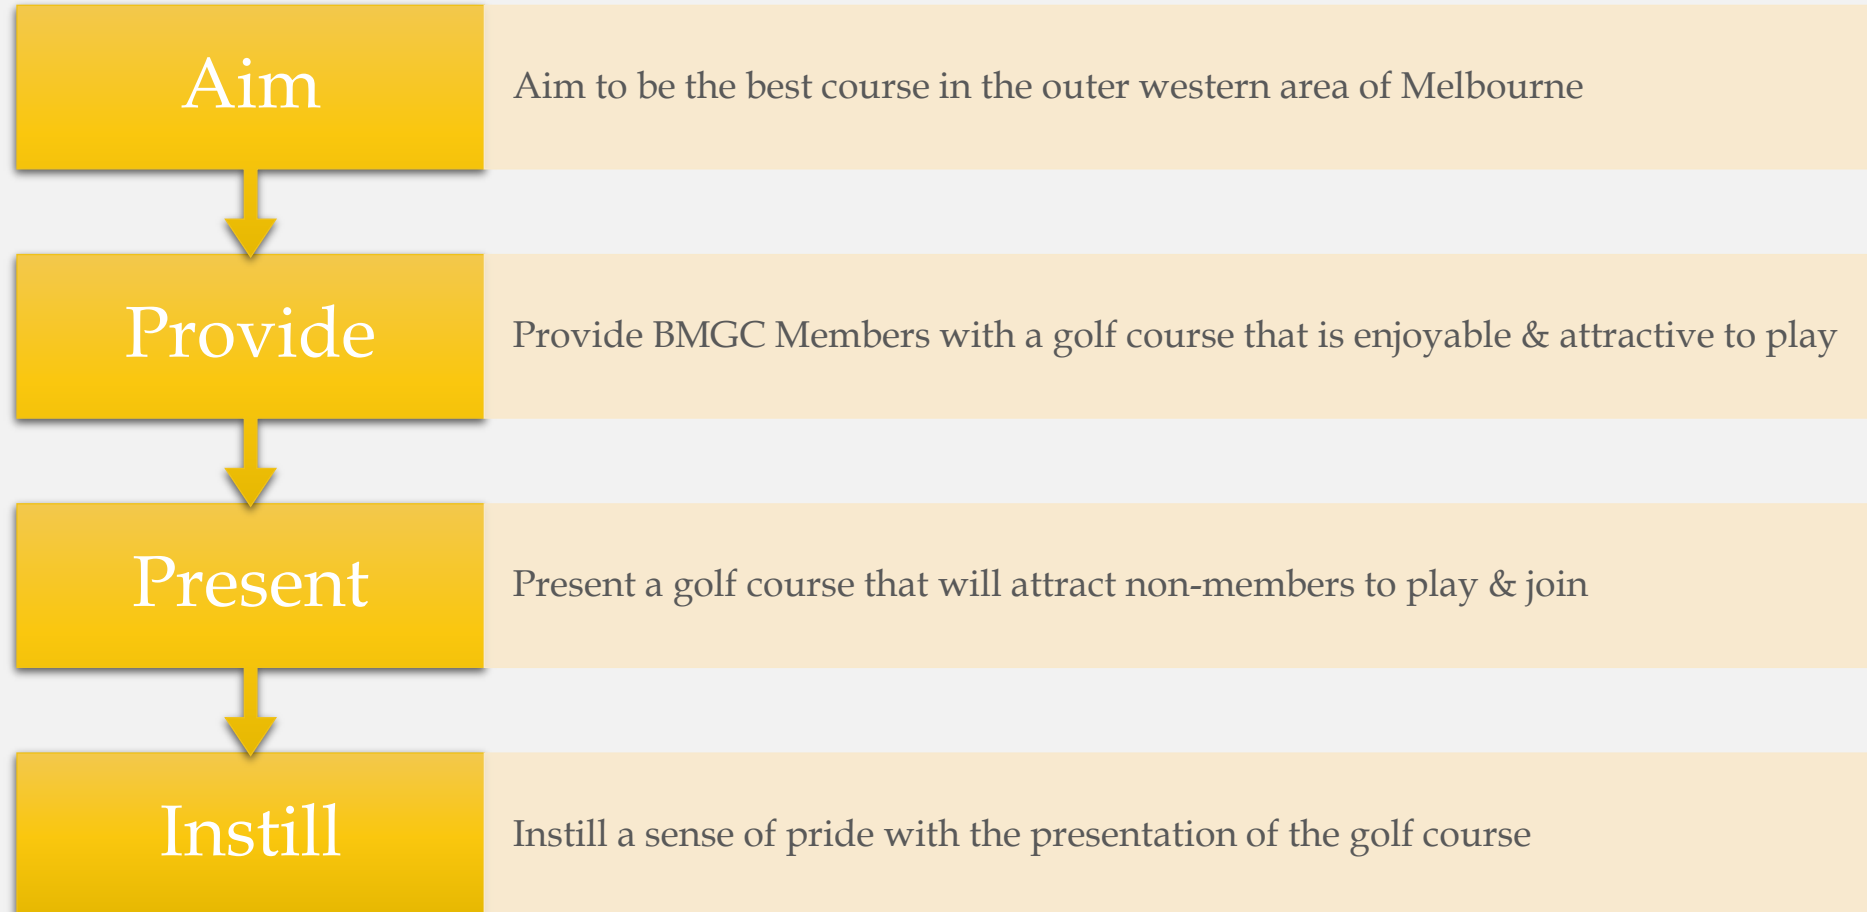 Aim
Aim to be the best course in the outer western area of Melbourne
Provide
Provide BMGC Members with a golf course that is enjoyable & attractive to play
Present
Present a golf course that will attract non-members to play & join
Instill
Instill a sense of pride with the presentation of the golf course